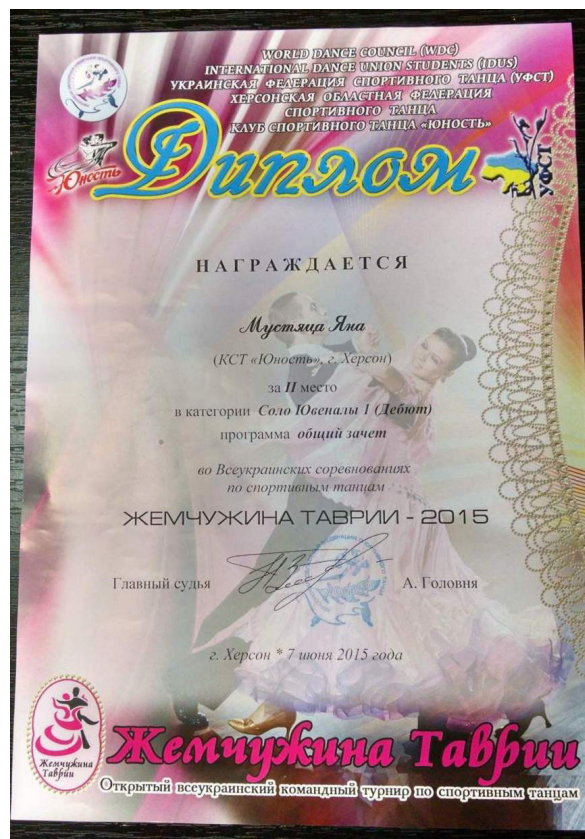 WORLD DANCE COUNCIL (WDC)
INTERNATIONAL DANCE UNION STUDENTS (IDUS)
УКРАИНСКАЯ ФЕДЕРАЦИЯ СПОРТИВНОГО ТАНЦА (УФСТ)
ХЕРСОНСКАЯ ОБЛАСТНАЯ ФЕДЕРАЦИЯ
СПОРТИВНОГО ТАНЦА
КЛУБ СПОРТИВНОГО ТАНЦА «ЮНОСТЬ»
Юность
Диплом
УФСТ
НАГРАЖДАЕТСЯ
Мустяца Яна
(КСТ «Юность», г. Херсон)
за II место
в категории Соло Ювеналы 1 (Дебют)
программа общий зачет
во Всеукраинских соревнованиях
по спортивным танцам
ЖЕМЧУЖИНА ТАВРИИ - 2015
Главный судья А. Головня
г. Херсон * 7 июня 2015 года
Жемчужина
Таврии
Жемчужина Таврии
Открытый всеукраинский командный турнир по спортивным танцам